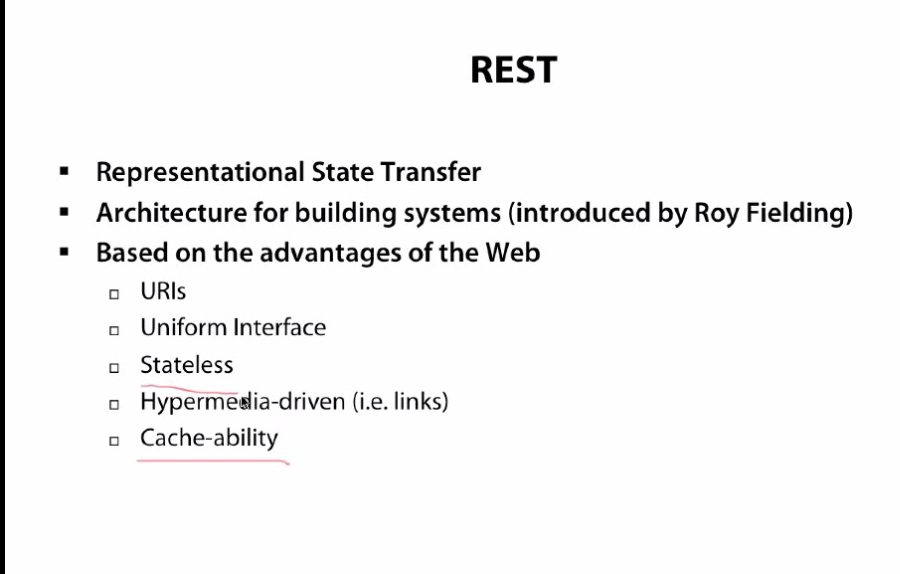 REST
Representational State Transfer
Architecture for building systems (introduced by Roy Fielding)
Based on the advantages of the Web
URIs
Uniform Interface
Stateless
Hypermedia-driven (i.e. links)
Cache-ability